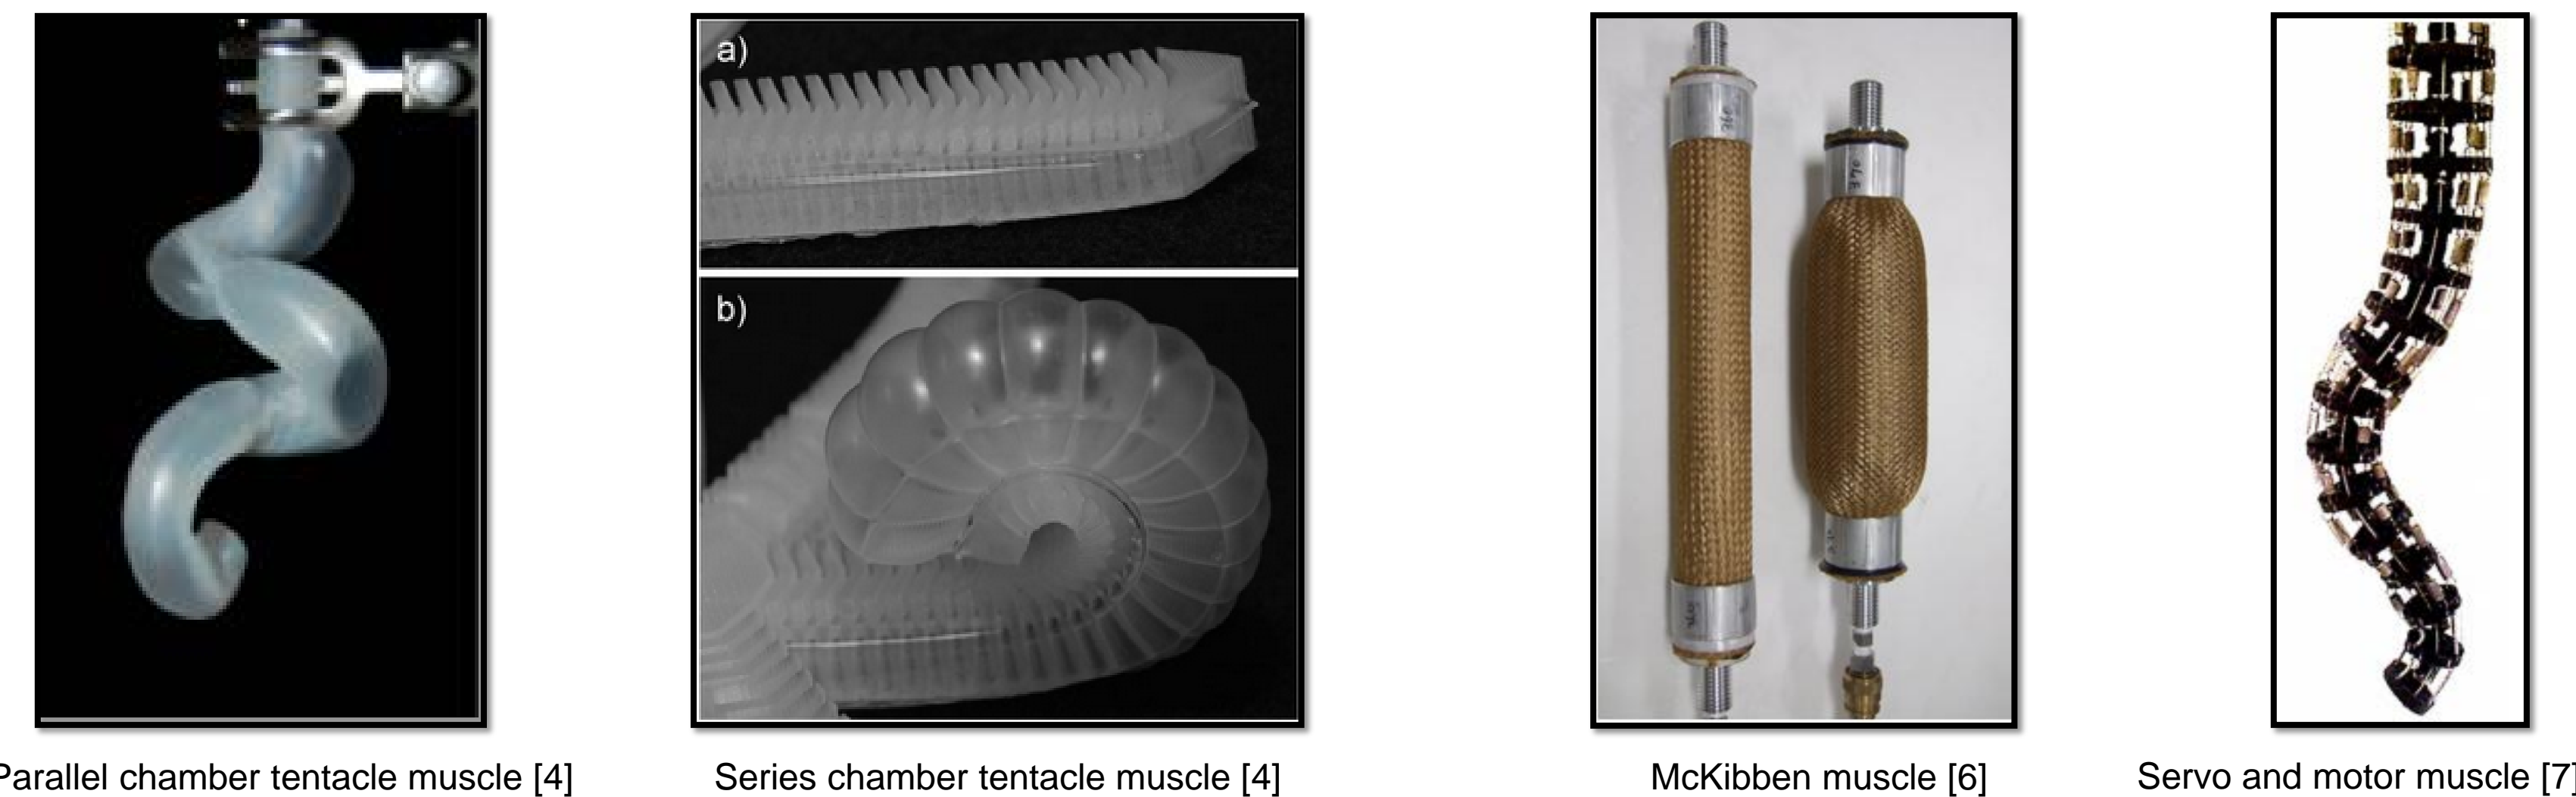 a)
b)
Parallel chamber tentacle muscle [4]
Series chamber tentacle muscle [4]
McKibben muscle [6]
Servo and motor muscle [7]